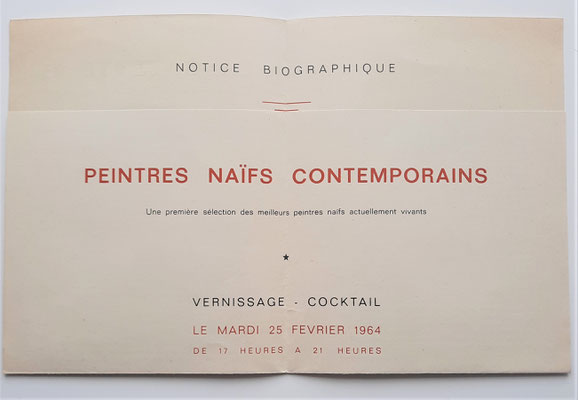 NOTICE BIOGRAPHIQUE
PEINTRES NAÏFS CONTEMPORAINS
Une première sélection des meilleurs peintres naïfs actuellement vivants
★
VERNISSAGE - COCKTAIL
LE MARDI 25 FEVRIER 1964
DE 17 HEURES A 21 HEURES